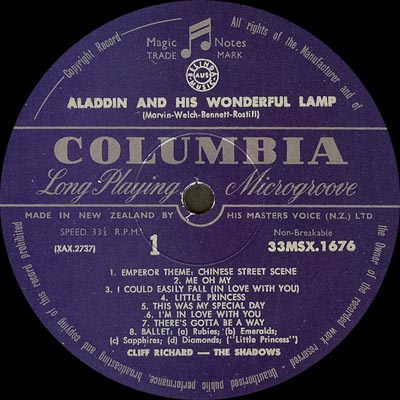 Copyright Record
All rights of the Manufacturer and of
Magic Notes
TRADE MARK
BELINDA
AUS
MUSIC
ALADDIN AND HIS WONDERFUL LAMP
(Marvin-Welch-Bennett-Rostill)
COLUMBIA
Long Playing Microgroove
MADE IN NEW ZEALAND BY HIS MASTERS VOICE (N.Z.) LTD.
SPEED 33⅓ R.P.M.
(XAX.2737)
1
Non-Breakable
33MSX.1676
1. EMPEROR THEME: CHINESE STREET SCENE
2. ME OH MY
3. I COULD EASILY FALL (IN LOVE WITH YOU)
4. LITTLE PRINCESS
5. THIS WAS MY SPECIAL DAY
6. I'M IN LOVE WITH YOU
7. THERE'S GOTTA BE A WAY
8. BALLET: (a) Rubies; (b) Emeralds;
(c) Sapphires; (d) Diamonds; ("Little Princess")
CLIFF RICHARD — THE SHADOWS
the Owner of the recorded work reserved - Unauthorised public performance, broadcasting and copying of this record prohibited